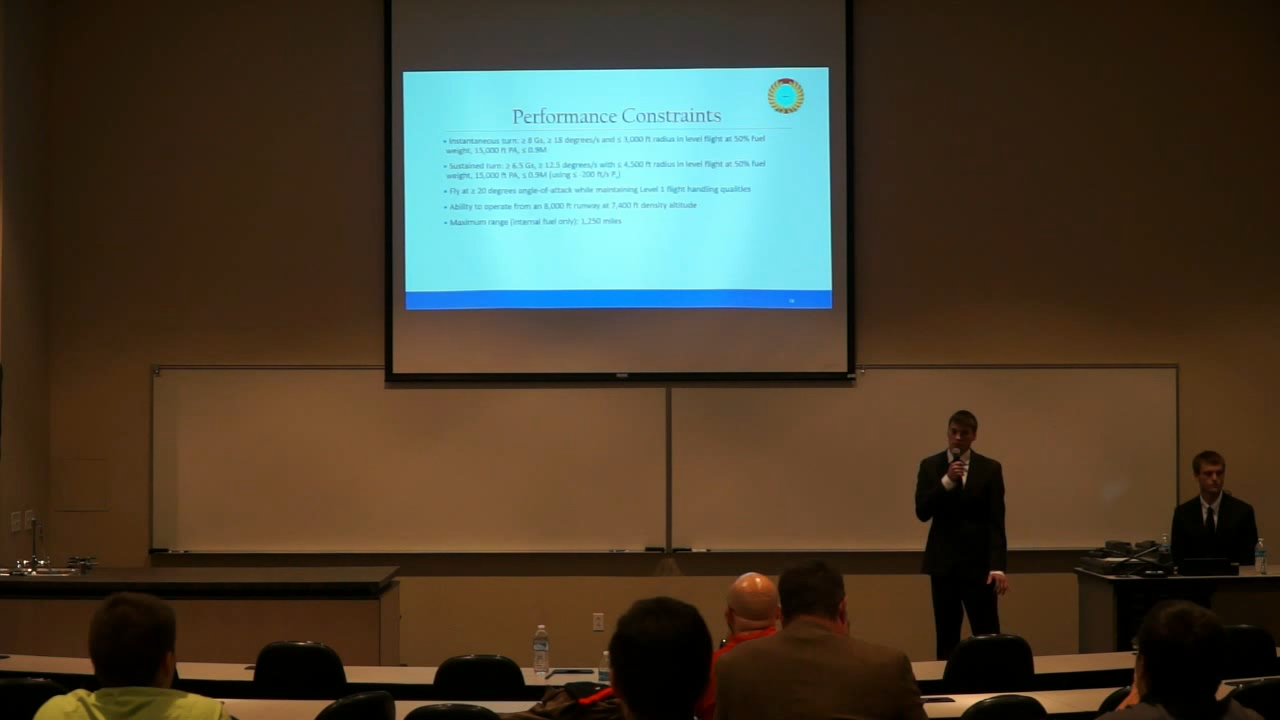 Performance Constraints
• Instantaneous turn: ≥ 8 Gs, ≥ 18 degrees/s and ≤ 3,000 ft radius in level flight at 50% fuel
weight, 15,000 ft PA, ≤ 0.9M
• Sustained turn: ≥ 6.5 Gs, ≥ 12.5 degrees/s with ≤ 4,500 ft radius in level flight at 50% fuel
weight, 15,000 ft PA, ≤ 0.9M (using ≤ -200 ft/s Ps)
• Fly at ≥ 20 degrees angle-of-attack while maintaining Level 1 flight handling qualities
• Ability to operate from an 8,000 ft runway at 7,400 ft density altitude
• Maximum range (internal fuel only): 1,250 miles